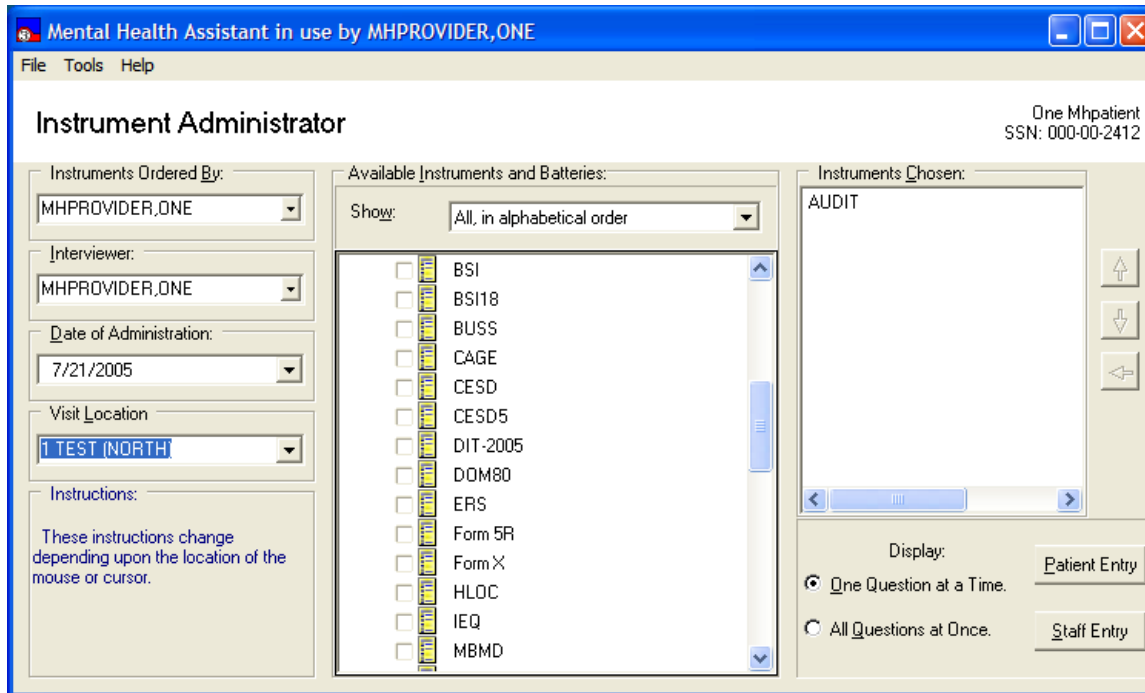 Mental Health Assistant in use by MHPROVIDER,ONE
File Tools Help
Instrument Administrator
One Mhpatient
SSN: 000-00-2412
Instruments Ordered By:
MHPROVIDER,ONE
Interviewer:
MHPROVIDER,ONE
Date of Administration:
7/21/2005
Visit Location
1 TEST (NORTH)
Instructions:
These instructions change
depending upon the location of the
mouse or cursor.
Available Instruments and Batteries:
Show: All, in alphabetical order
BSI
BSI18
BUSS
CAGE
CESD
CESD5
DIT-2005
DOM80
ERS
Form 5R
Form X
HLOC
IEQ
MBMD
Instruments Chosen:
AUDIT
Display:
One Question at a Time.
All Questions at Once.
Patient Entry
Staff Entry